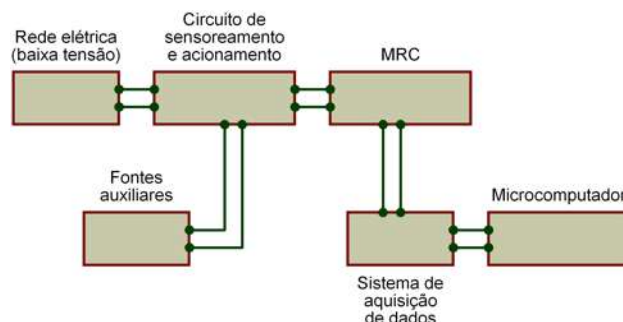 Rede elétrica
(baixa tensão)
Circuito de
sensoreamento
e acionamento
MRC
Fontes
auxiliares
Microcomputador
Sistema de
aquisição
de dados